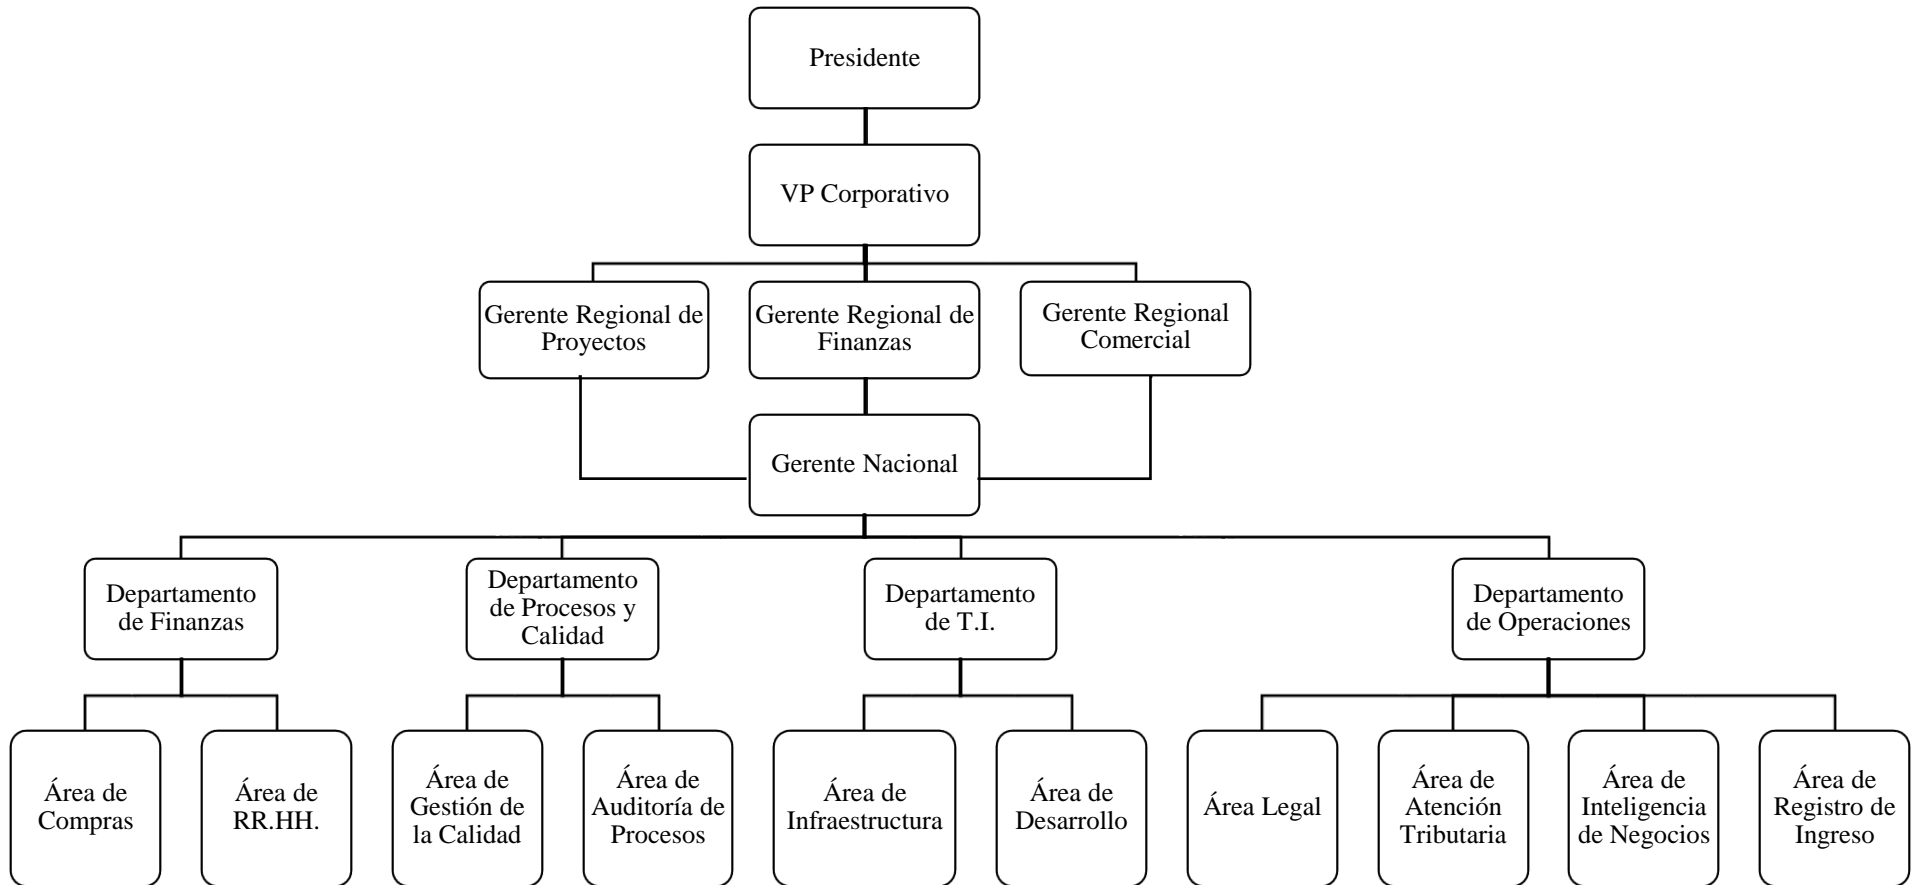 Presidente
VP Corporativo
Gerente Regional de
Proyectos
Gerente Regional de
Finanzas
Gerente Regional
Comercial
Gerente Nacional
Departamento
de Finanzas
Departamento
de Procesos y
Calidad
Departamento
de T.I.
Departamento
de Operaciones
Área de
Compras
Área de
RR.HH.
Área de
Gestión de
la Calidad
Área de
Auditoría de
Procesos
Área de
Infraestructura
Área de
Desarrollo
Área Legal
Área de
Atención
Tributaria
Área de
Inteligencia
de Negocios
Área de
Registro de
Ingreso